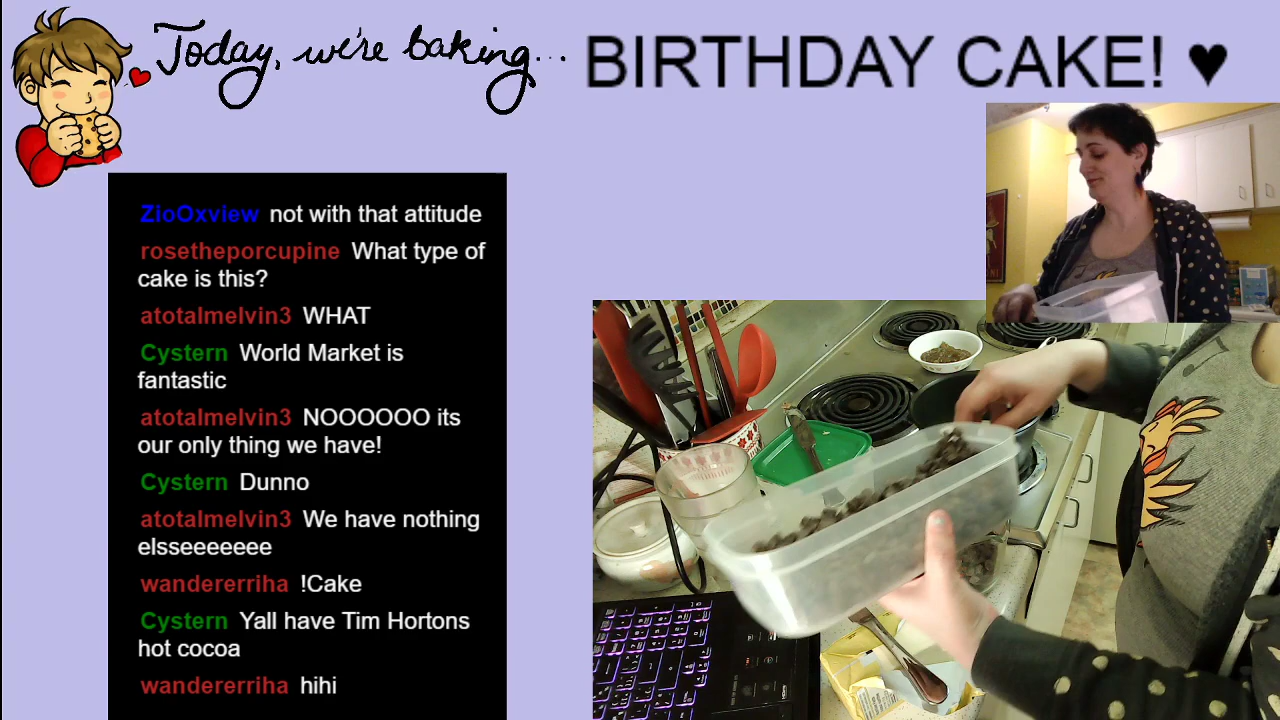 Today, we're baking... BIRTHDAY CAKE! ♥
ZioOxview not with that attitude
rosetheporcupine What type of
cake is this?
atotalmelvin3 WHAT
Cystern World Market is
fantastic
atotalmelvin3 NOOOOOO its
our only thing we have!
Cystern Dunno
atotalmelvin3 We have nothing
elsseeeeeee
wandererriha !Cake
Cystern Yall have Tim Hortons
hot cocoa
wandererriha hihi